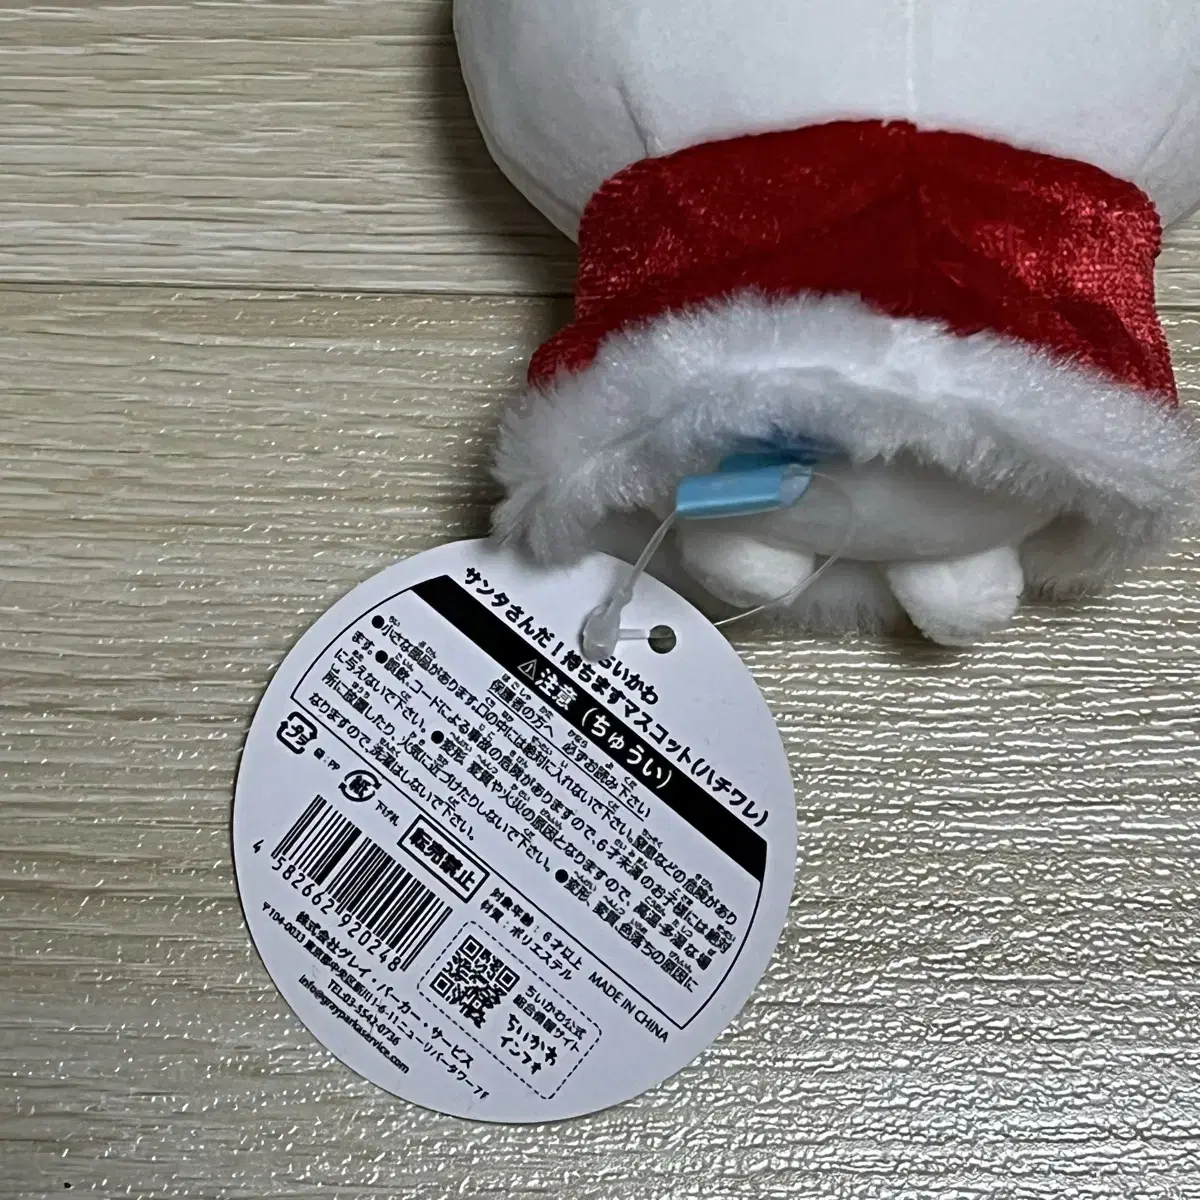 ちいかわ
サンタさんだ！持ちますマスコット(ハチワレ)
⚠注意（ちゅうい）
保護者の方へ 必ずお読み下さい
●小さな部品があります。口の中には絶対に入れないで下さい。窒息などの危険があり
ます。●誤飲、コードによる事故の危険がありますので、6才未満のお子様には絶対
に与えないで下さい。●変形、変質や火災の原因となりますので、高温・多湿な場
所に放置したり、火気に近づけたりしないで下さい。●変形、変質、色落ちの原因に
なりますので、洗濯はしないで下さい。
プラ
袋：PP
紙
下げ札
転売禁止
対象年齢：6才以上
材質：ポリエステル
MADE IN CHINA
4 582662 920248
ちいかわ公式
総合情報サイト
ちいかわ
インフォ
株式会社グレイ・パーカー・サービス
〒104-0033 東京都中央区新川1-6-11ニューリバータワー7F
TEL:03-3542-0736
info@grayparkaservice.com